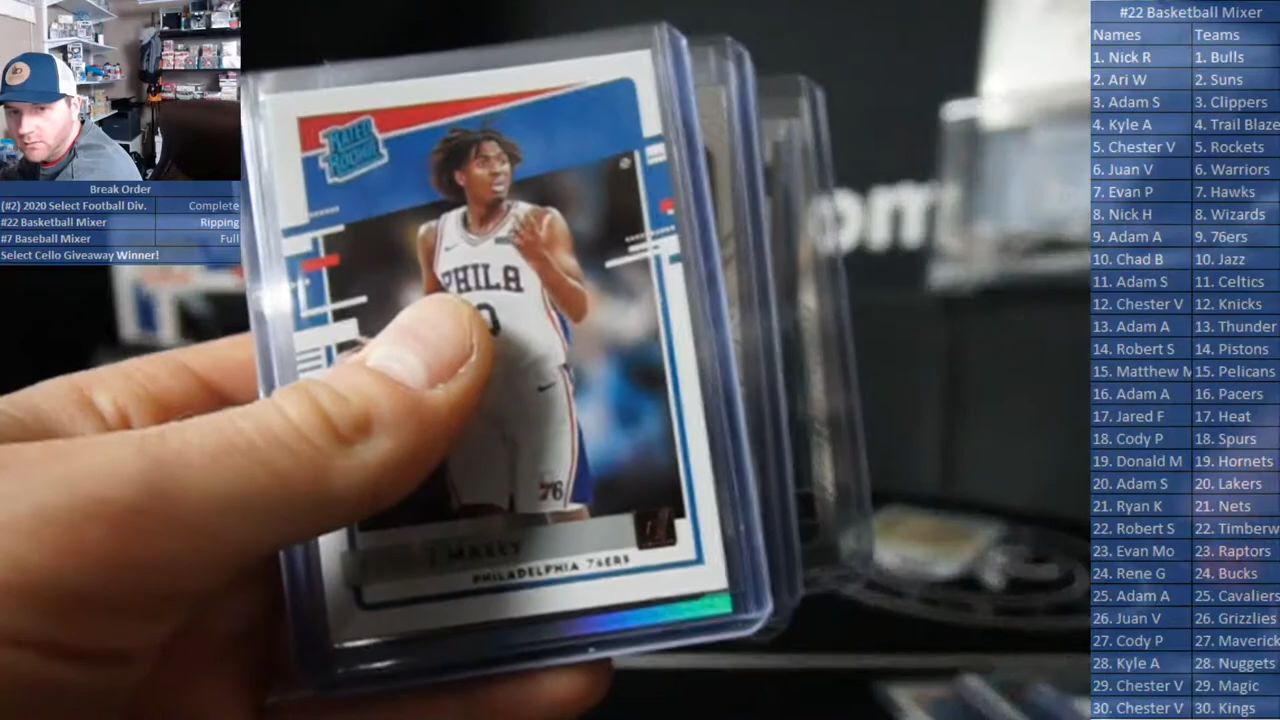 Break Order
(#2) 2020 Select Football Div. Complete
#22 Basketball Mixer Ripping
#7 Baseball Mixer Full
Select Cello Giveaway Winner!
RATED ROOKIE
PHILA
0
76
MAXEY
PHILADELPHIA 76ERS
om
#22 Basketball Mixer
Names Teams
1. Nick R 1. Bulls
2. Ari W 2. Suns
3. Adam S 3. Clippers
4. Kyle A 4. Trail Blaze
5. Chester V 5. Rockets
6. Juan V 6. Warriors
7. Evan P 7. Hawks
8. Nick H 8. Wizards
9. Adam A 9. 76ers
10. Chad B 10. Jazz
11. Adam S 11. Celtics
12. Chester V 12. Knicks
13. Adam A 13. Thunder
14. Robert S 14. Pistons
15. Matthew M 15. Pelicans
16. Adam A 16. Pacers
17. Jared F 17. Heat
18. Cody P 18. Spurs
19. Donald M 19. Hornets
20. Adam S 20. Lakers
21. Ryan K 21. Nets
22. Robert S 22. Timberw
23. Evan Mo 23. Raptors
24. Rene G 24. Bucks
25. Adam A 25. Cavaliers
26. Juan V 26. Grizzlies
27. Cody P 27. Maverick
28. Kyle A 28. Nuggets
29. Chester V 29. Magic
30. Chester V 30. Kings